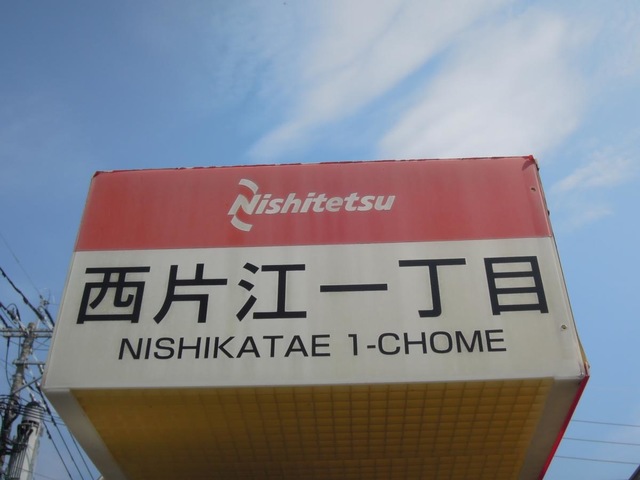 Nishitetsu
西片江一丁目
NISHIKATAE 1-CHOME